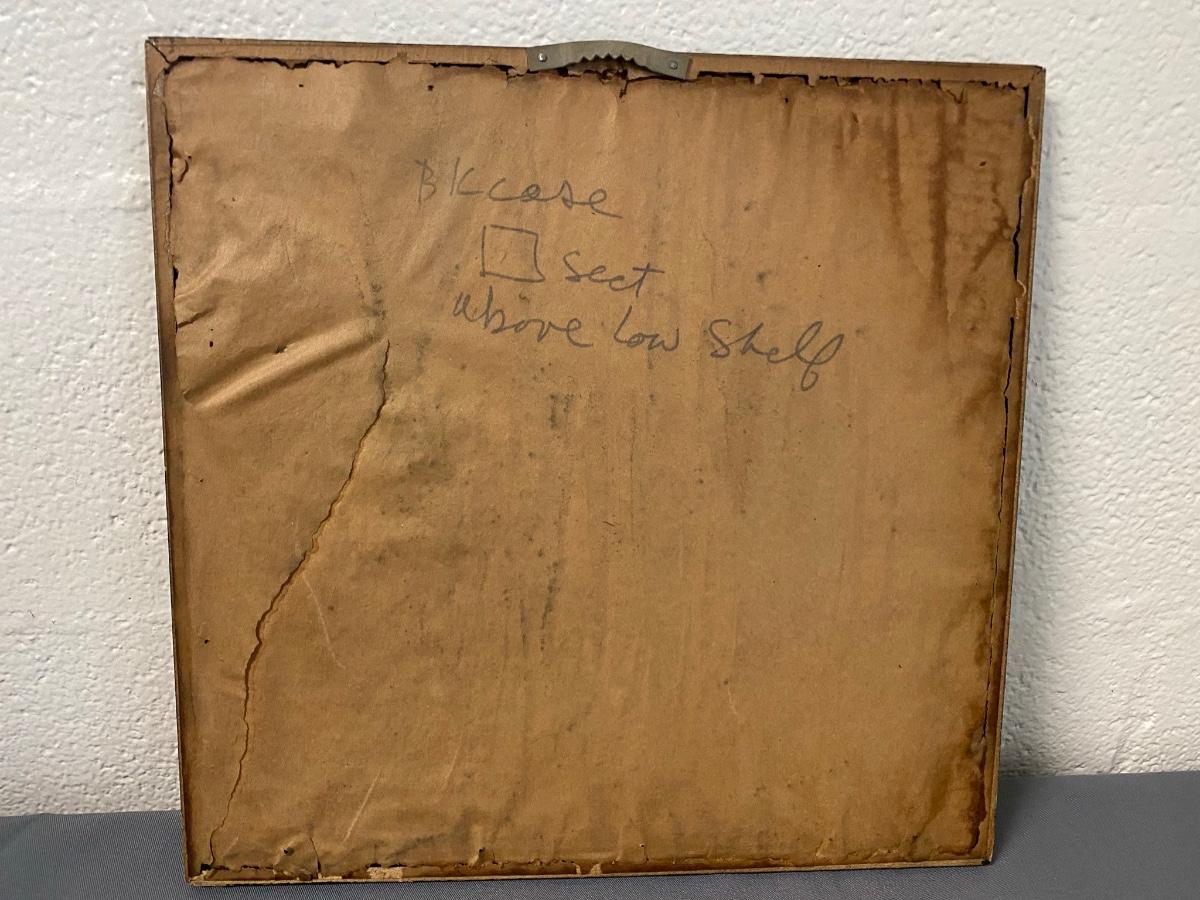 BKcase
□ Sect
above low Shelf